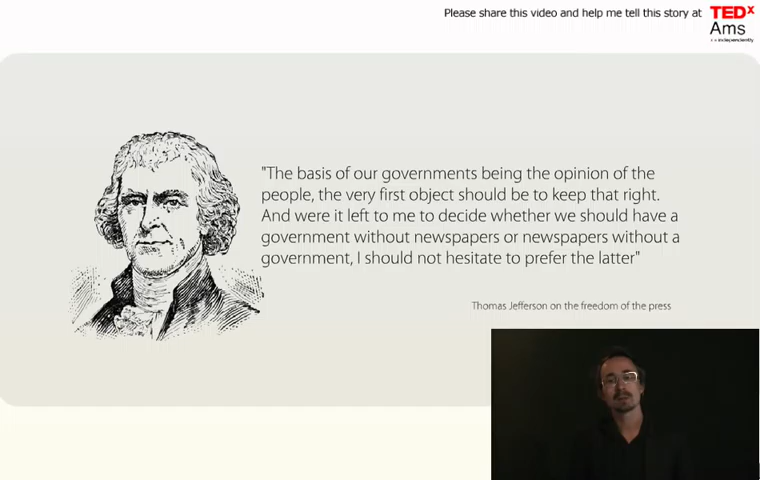 Please share this video and help me tell this story at
TEDx
Ams
x = independently
"The basis of our governments being the opinion of the
people, the very first object should be to keep that right.
And were it left to me to decide whether we should have a
government without newspapers or newspapers without a
government, I should not hesitate to prefer the latter"
Thomas Jefferson on the freedom of the press